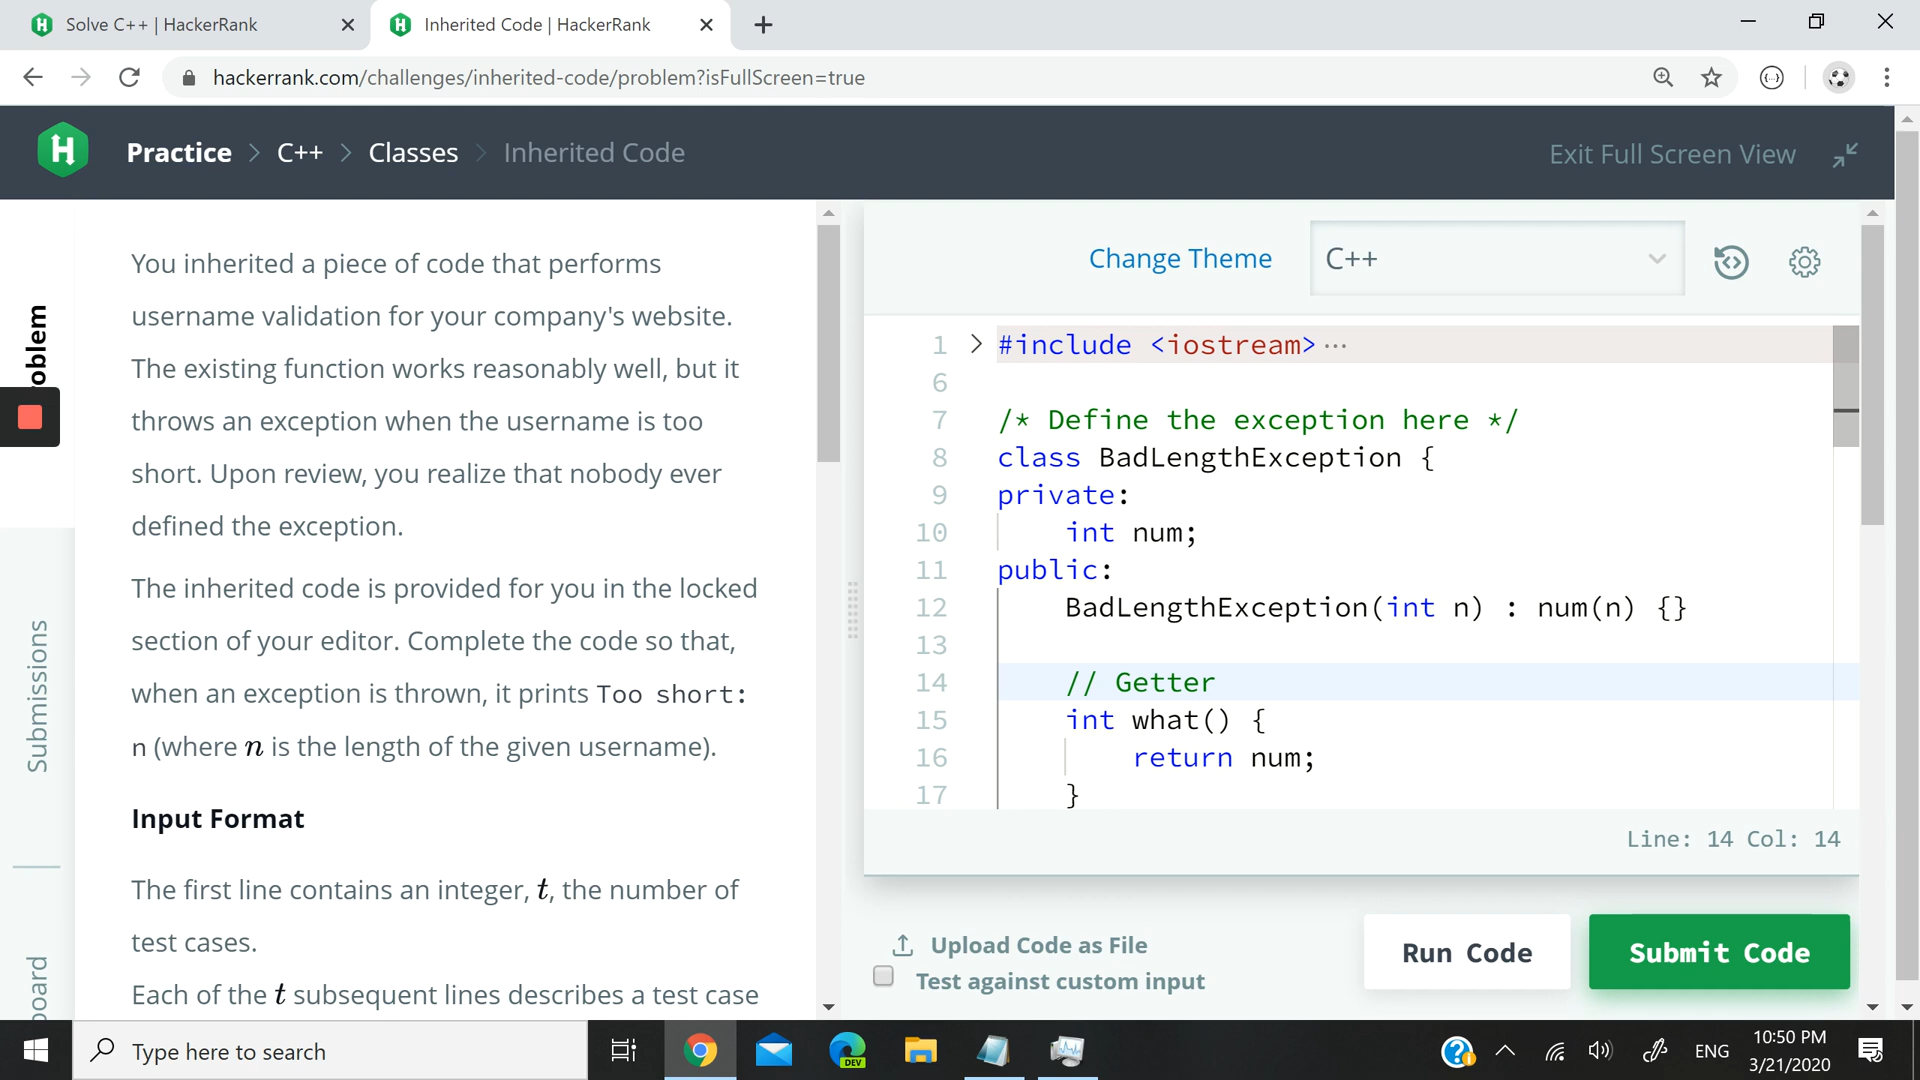 Solve C++ | HackerRank
Inherited Code | HackerRank
hackerrank.com/challenges/inherited-code/problem?isFullScreen=true
Practice > C++ > Classes > Inherited Code
Exit Full Screen View
oblem
Submissions
board
You inherited a piece of code that performs
username validation for your company's website.
The existing function works reasonably well, but it
throws an exception when the username is too
short. Upon review, you realize that nobody ever
defined the exception.
The inherited code is provided for you in the locked
section of your editor. Complete the code so that,
when an exception is thrown, it prints Too short:
n (where n is the length of the given username).
Input Format
The first line contains an integer, t, the number of
test cases.
Each of the t subsequent lines describes a test case
Change Theme
C++
1 #include <iostream>···
6
7 /* Define the exception here */
8 class BadLengthException {
9 private:
10 int num;
11 public:
12 BadLengthException(int n) : num(n) {}
13
14 // Getter
15 int what() {
16 return num;
17 }
Line: 14 Col: 14
Upload Code as File
Test against custom input
Run Code
Submit Code
Type here to search
DEV
ENG
10:50 PM
3/21/2020